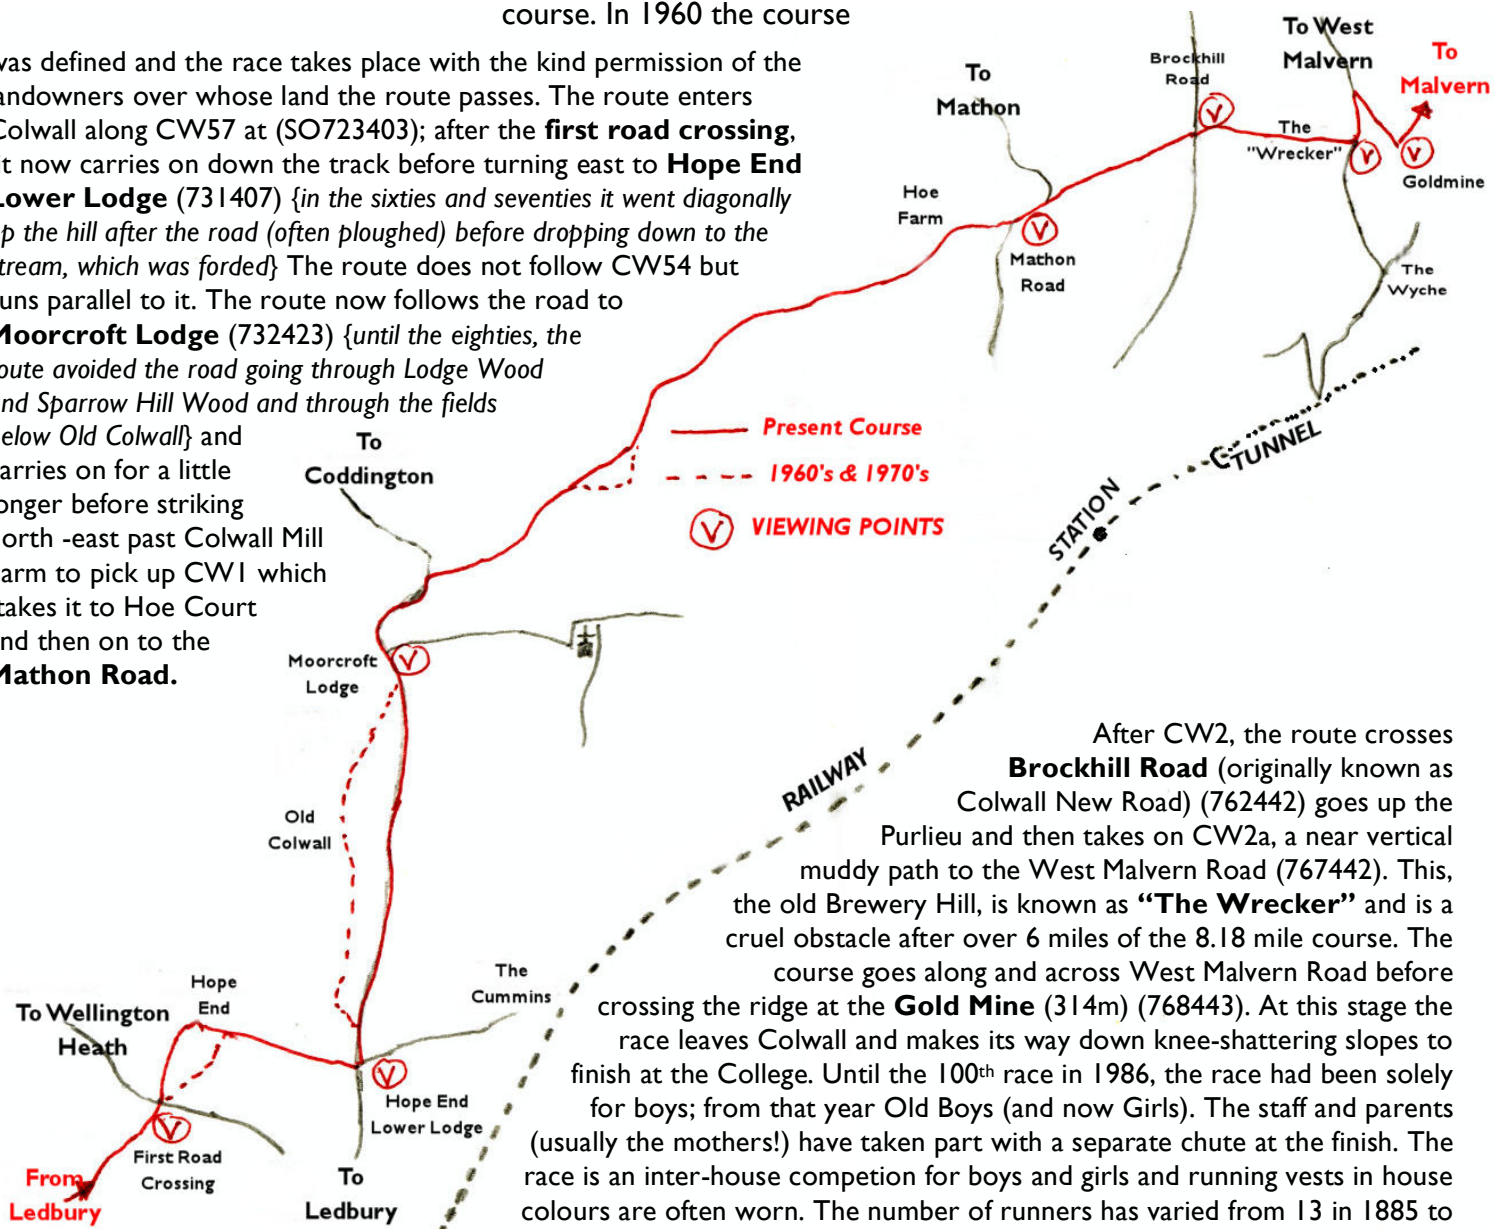 course. In 1960 the course
was defined and the race takes place with the kind permission of the
andowners over whose land the route passes. The route enters
Colwall along CW57 at (SO723403); after the first road crossing,
it now carries on down the track before turning east to Hope End
Lower Lodge (731407) {in the sixties and seventies it went diagonally
p the hill after the road (often ploughed) before dropping down to the
tream, which was forded} The route does not follow CW54 but
uns parallel to it. The route now follows the road to
Moorcroft Lodge (732423) {until the eighties, the
oute avoided the road going through Lodge Wood
nd Sparrow Hill Wood and through the fields
elow Old Colwall} and
arries on for a little
onger before striking
orth -east past Colwall Mill
arm to pick up CW1 which
takes it to Hoe Court
nd then on to the
Mathon Road.
To West
Malvern
To
Malvern
Brockhill
Road
To
Mathon
The
"Wrecker"
V
V
V
Goldmine
Hoe
Farm
V
Mathon
Road
The
Wyche
Present Course
1960's & 1970's
V VIEWING POINTS
TUNNEL
STATION
RAILWAY
To
Coddington
Moorcroft
Lodge
V
Old
Colwall
Hope
End
The
Cummins
To Wellington
Heath
V
Hope End
Lower Lodge
V
First Road
Crossing
From
Ledbury
To
Ledbury
After CW2, the route crosses
Brockhill Road (originally known as
Colwall New Road) (762442) goes up the
Purlieu and then takes on CW2a, a near vertical
muddy path to the West Malvern Road (767442). This,
the old Brewery Hill, is known as “The Wrecker” and is a
cruel obstacle after over 6 miles of the 8.18 mile course. The
course goes along and across West Malvern Road before
crossing the ridge at the Gold Mine (314m) (768443). At this stage the
race leaves Colwall and makes its way down knee-shattering slopes to
finish at the College. Until the 100th race in 1986, the race had been solely
for boys; from that year Old Boys (and now Girls). The staff and parents
(usually the mothers!) have taken part with a separate chute at the finish. The
race is an inter-house competion for boys and girls and running vests in house
colours are often worn. The number of runners has varied from 13 in 1885 to